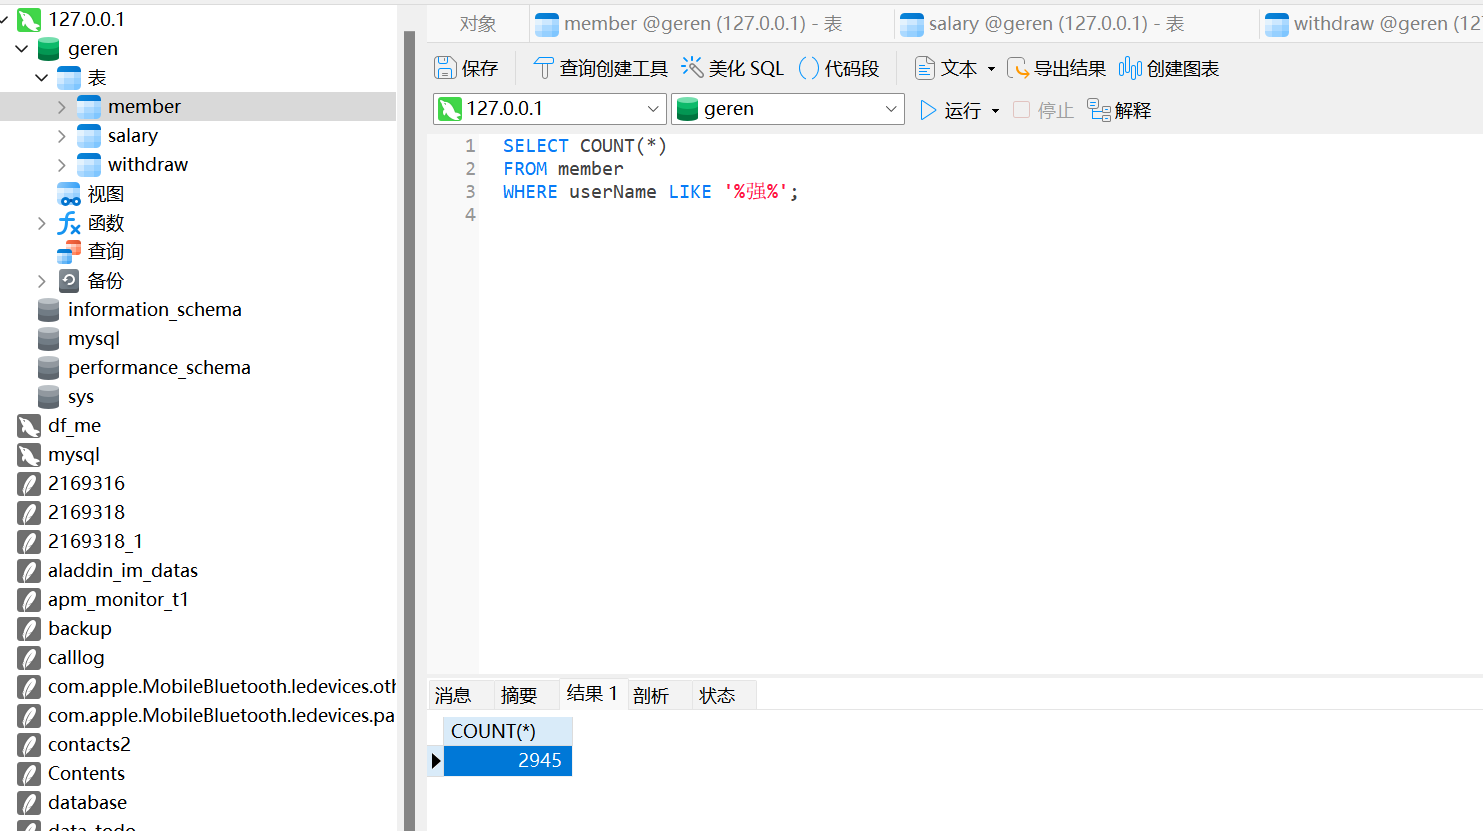 127.0.0.1
geren
表
member
salary
withdraw
视图
函数
查询
备份
information_schema
mysql
performance_schema
sys
df_me
mysql
2169316
2169318
2169318_1
aladdin_im_datas
apm_monitor_t1
backup
calllog
com.apple.MobileBluetooth.ledevices.oth
com.apple.MobileBluetooth.ledevices.pa
contacts2
Contents
database
对象 member @geren (127.0.0.1) - 表 salary @geren (127.0.0.1) - 表 withdraw @geren (12
保存 查询创建工具 美化 SQL () 代码段 文本 导出结果 创建图表
127.0.0.1 geren 运行 停止 解释
1 SELECT COUNT(*)
2 FROM member
3 WHERE userName LIKE '%强%';
4
消息 摘要 结果 1 剖析 状态
COUNT(*)
2945